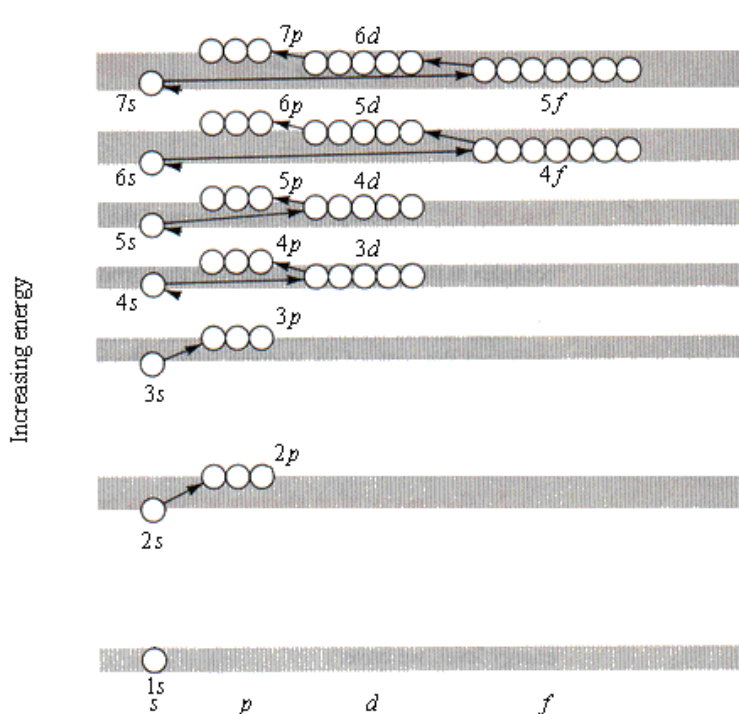 7p 6d
7s 5f
6p 5d
6s 4f
5p 4d
5s
4p 3d
4s
3p
3s
2p
2s
1s
s p d f
Increasing energy